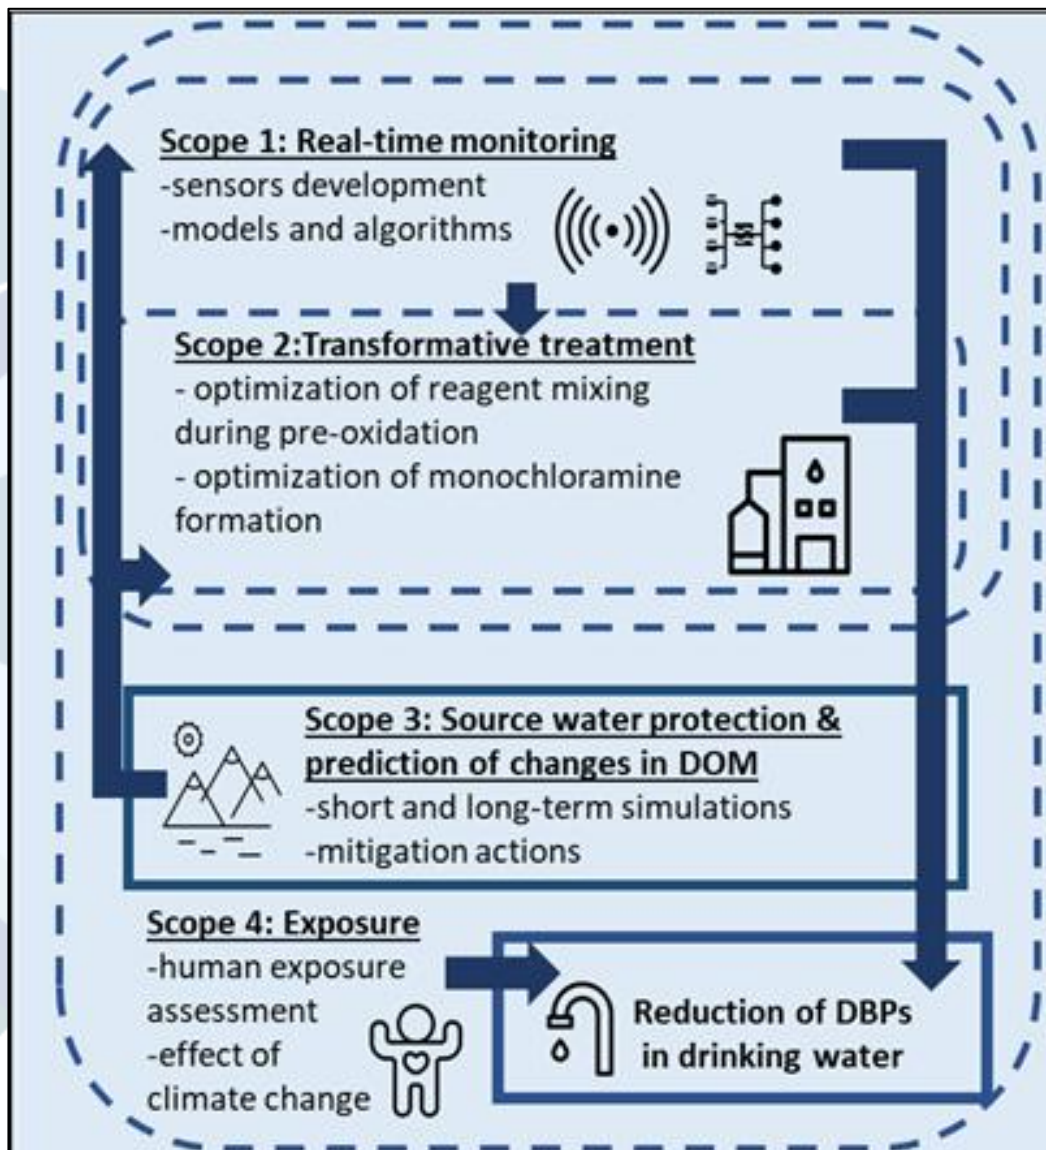 Scope 1: Real-time monitoring
-sensors development
-models and algorithms
Scope 2:Transformative treatment
- optimization of reagent mixing
during pre-oxidation
- optimization of monochloramine
formation
Scope 3: Source water protection &
prediction of changes in DOM
-short and long-term simulations
-mitigation actions
Scope 4: Exposure
-human exposure
assessment
-effect of
climate change
Reduction of DBPs
in drinking water